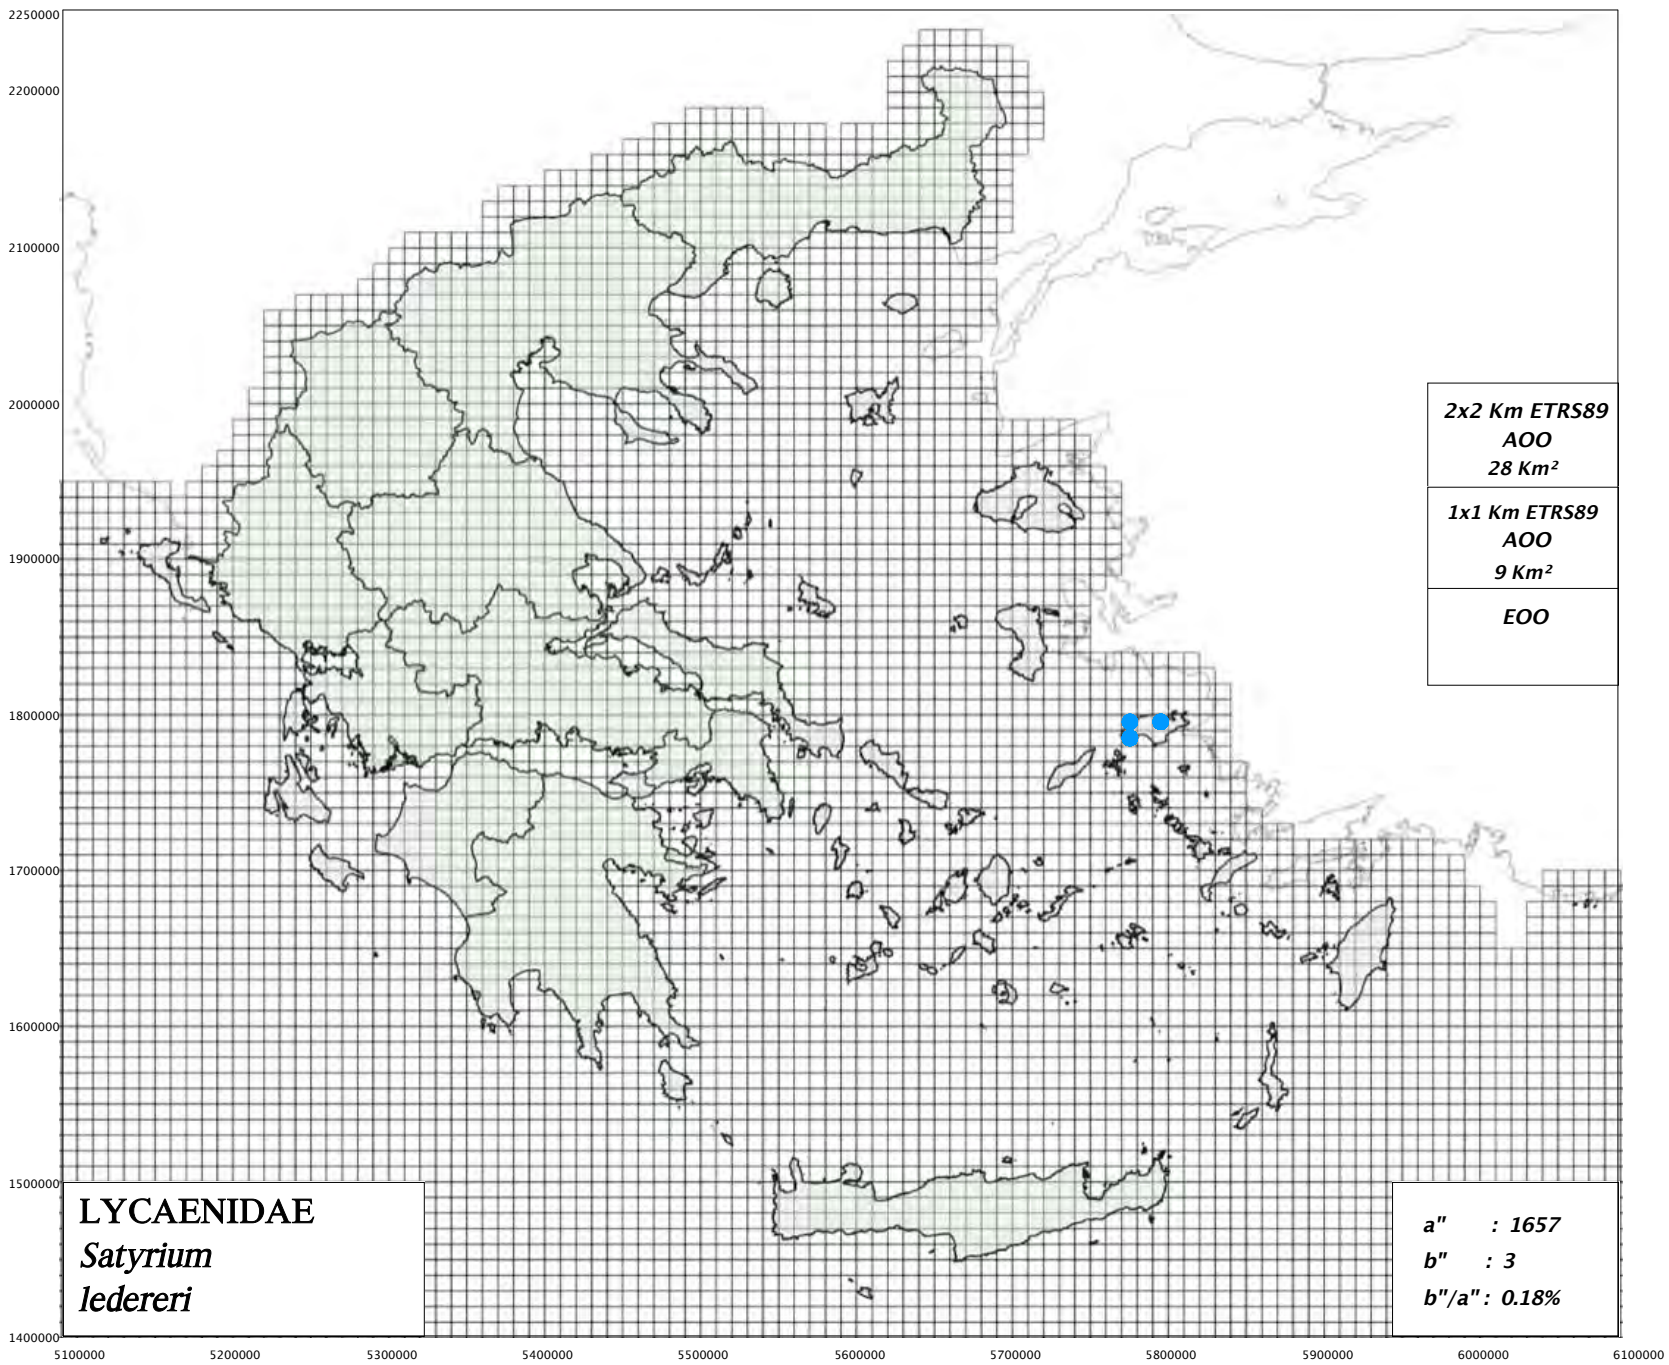 2250000
2200000
2100000
2000000
1900000
1800000
1700000
1600000
1500000
1400000
2x2 Km ETRS89
AOO
28 Km²
1x1 Km ETRS89
AOO
9 Km²
EOO
LYCAENIDAE
Satyrium
ledereri
a" : 1657
b" : 3
b"/a" : 0.18%
5100000 5200000 5300000 5400000 5500000 5600000 5700000 5800000 5900000 6000000 6100000